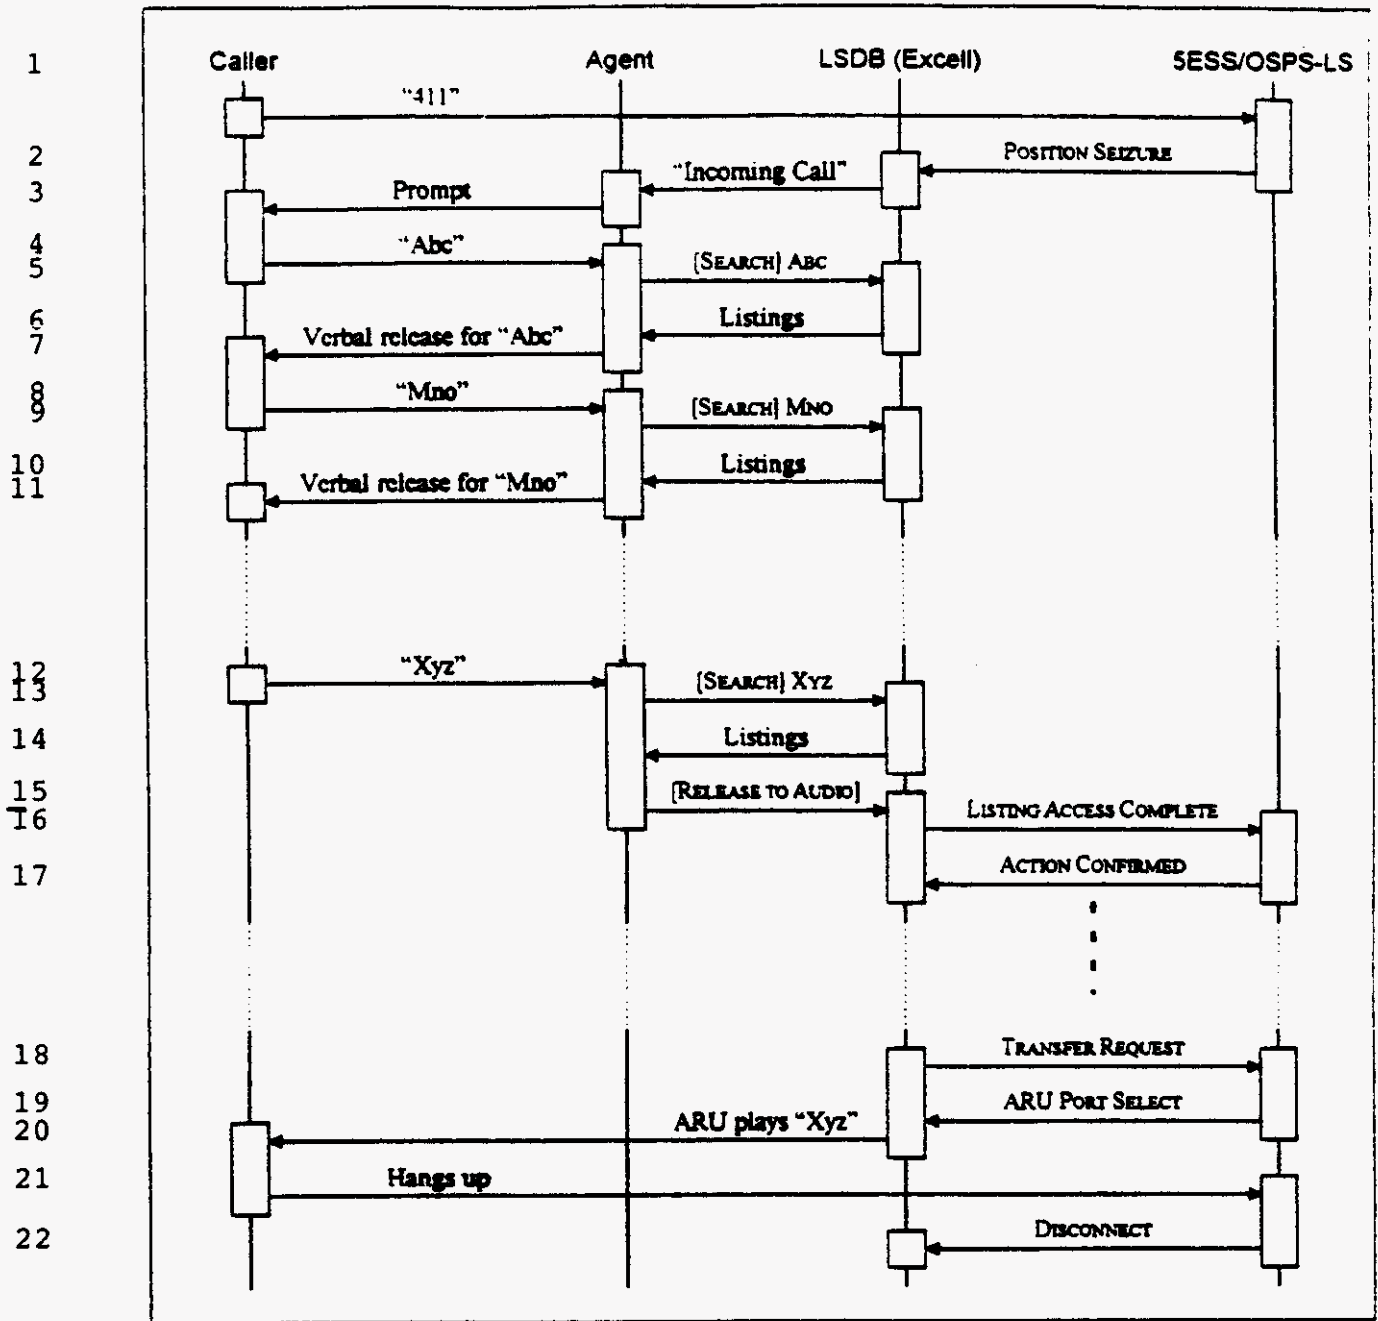 1 Caller Agent LSDB (Excell) 5ESS/OSPS-LS
"411"
2 POSITION SEIZURE
"Incoming Call"
3 Prompt
4 "Abc"
5 [SEARCH] ABC
6 Listings
7 Verbal release for "Abc"
8 "Mno"
9 [SEARCH] MNO
10 Listings
11 Verbal release for "Mno"
12 "Xyz"
13 [SEARCH] XYZ
14 Listings
15 [RELEASE TO AUDIO]
16 LISTING ACCESS COMPLETE
17 ACTION CONFIRMED
18 TRANSFER REQUEST
19 ARU PORT SELECT
20 ARU plays "Xyz"
21 Hangs up
22 DISCONNECT